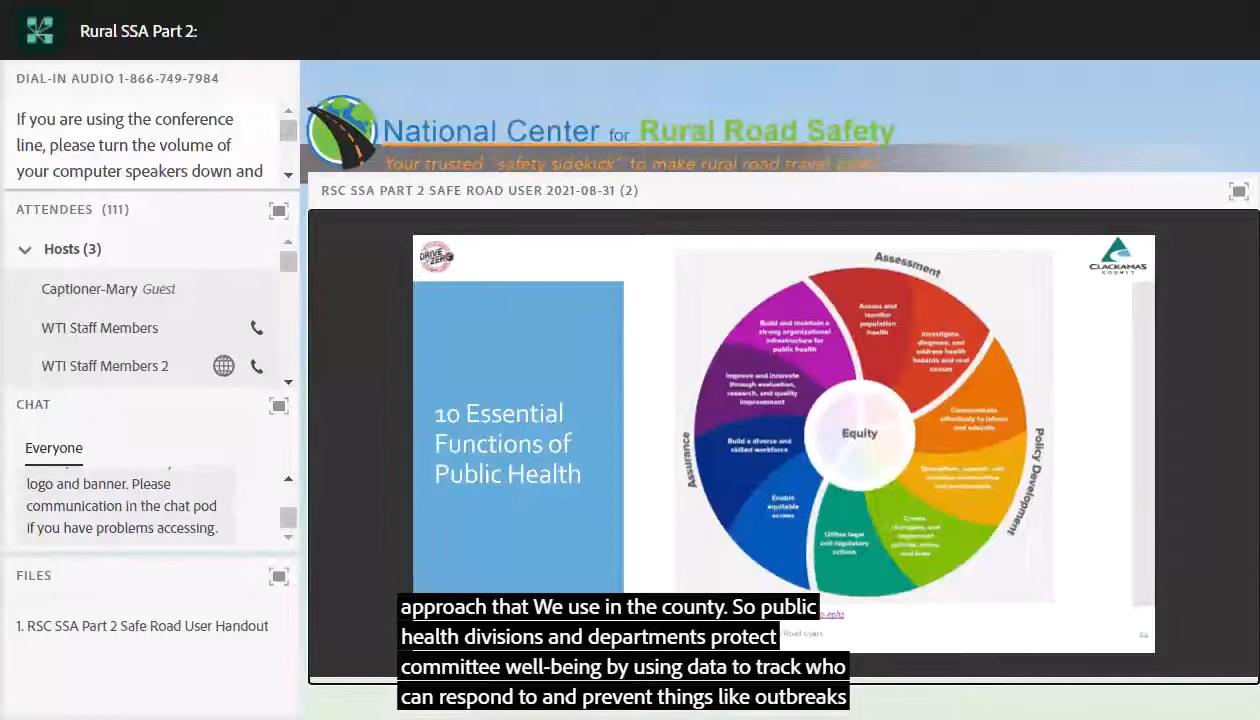 Rural SSA Part 2:
DIAL-IN AUDIO 1-866-749-7984
If you are using the conference
line, please turn the volume of
your computer speakers down and
ATTENDEES (111)
Hosts (3)
Captioner-Mary Guest
WTI Staff Members
WTI Staff Members 2
CHAT
Everyone
logo and banner. Please
communication in the chat pod
if you have problems accessing.
FILES
1. RSC SSA Part 2 Safe Road User Handout
National Center for Rural Road Safety
Your trusted "safety sidekick" to make rural road travel safer
RSC SSA PART 2 SAFE ROAD USER 2021-08-31 (2)
DRIVE
ZERO
CLACKAMAS
COUNTY
10 Essential
Functions of
Public Health
Assessment
Policy Development
Assurance
Equity
Assess and
monitor
population
health
Investigate,
diagnose, and
address health
hazards and root
causes
Communicate
effectively to inform
and educate
Strengthen, support, and
Create,
champion, and
implement
Utilize legal
and regulatory
actions
Enable
equitable
access
Build a diverse and
skilled workforce
Improve and innovate
through evaluation,
research, and quality
improvement
Build and maintain a
strong organizational
infrastructure for
public health
Road Users
approach that We use in the county. So public
health divisions and departments protect
committee well-being by using data to track who
can respond to and prevent things like outbreaks